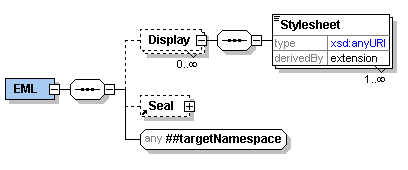 Stylesheet
type xsd:anyURI
derivedBy extension
1..∞
Display
0..∞
EML
Seal
any ##targetNamespace